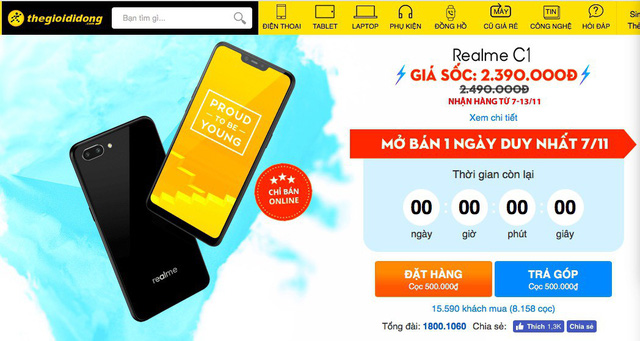 thegioididong
.com
Bạn tìm gì...
ĐIỆN THOẠI
TABLET
LAPTOP
PHỤ KIỆN
ĐỒNG HỒ
MÁY
CŨ GIÁ RẺ
TIN
CÔNG NGHỆ
HỎI ĐÁP
Sin
Thẻ
Realme C1
GIÁ SỐC: 2.390.000Đ
2.490.000Đ
NHẬN HÀNG TỪ 7-13/11
Xem chi tiết
MỞ BÁN 1 NGÀY DUY NHẤT 7/11
Thời gian còn lại
00 : 00 : 00 : 00
ngày giờ phút giây
PROUD
TO BE
YOUNG
CHỈ BÁN
ONLINE
realme
ĐẶT HÀNG
Cọc 500.000₫
TRẢ GÓP
Cọc 500.000₫
15.590 khách mua (8.158 cọc)
Tổng đài: 1800.1060 Chia sẻ: Thích 1,3K Chia sẻ